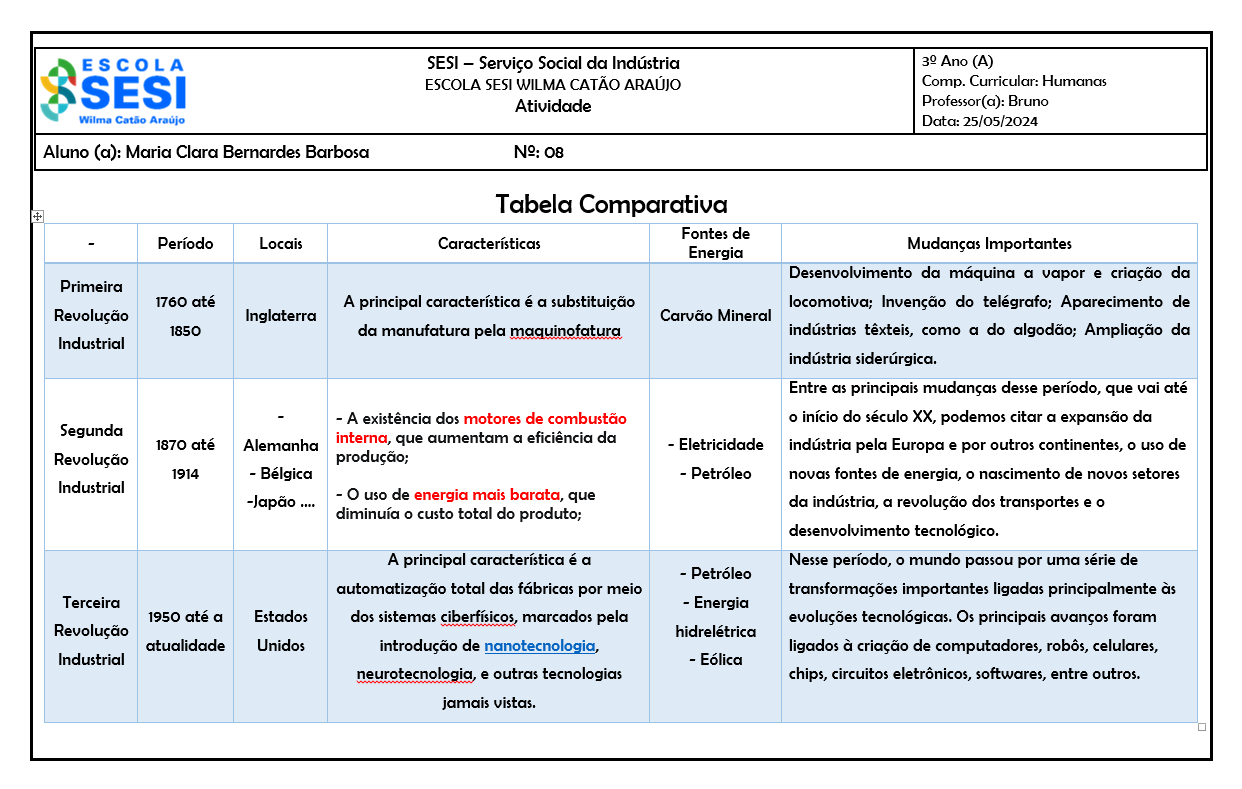 ESCOLA
SESI
Wilma Catão Araújo
SESI – Serviço Social da Indústria
ESCOLA SESI WILMA CATÃO ARAÚJO
Atividade
3º Ano (A)
Comp. Curricular: Humanas
Professor(a): Bruno
Data: 25/05/2024
Aluno (a): Maria Clara Bernardes Barbosa Nº: 08
Tabela Comparativa
-
Período
Locais
Características
Fontes de
Energia
Mudanças Importantes
Primeira
Revolução
Industrial
1760 até
1850
Inglaterra
A principal característica é a substituição
da manufatura pela maquinofatura
Carvão Mineral
Desenvolvimento da máquina a vapor e criação da
locomotiva; Invenção do telégrafo; Aparecimento de
indústrias têxteis, como a do algodão; Ampliação da
indústria siderúrgica.
Segunda
Revolução
Industrial
1870 até
1914
-
Alemanha
- Bélgica
-Japão ....
- A existência dos motores de combustão
interna, que aumentam a eficiência da
produção;
- O uso de energia mais barata, que
diminuía o custo total do produto;
- Eletricidade
- Petróleo
Entre as principais mudanças desse período, que vai até
o início do século XX, podemos citar a expansão da
indústria pela Europa e por outros continentes, o uso de
novas fontes de energia, o nascimento de novos setores
da indústria, a revolução dos transportes e o
desenvolvimento tecnológico.
Terceira
Revolução
Industrial
1950 até a
atualidade
Estados
Unidos
A principal característica é a
automatização total das fábricas por meio
dos sistemas ciberfísicos, marcados pela
introdução de nanotecnologia,
neurotecnologia, e outras tecnologias
jamais vistas.
- Petróleo
- Energia
hidrelétrica
- Eólica
Nesse período, o mundo passou por uma série de
transformações importantes ligadas principalmente às
evoluções tecnológicas. Os principais avanços foram
ligados à criação de computadores, robôs, celulares,
chips, circuitos eletrônicos, softwares, entre outros.